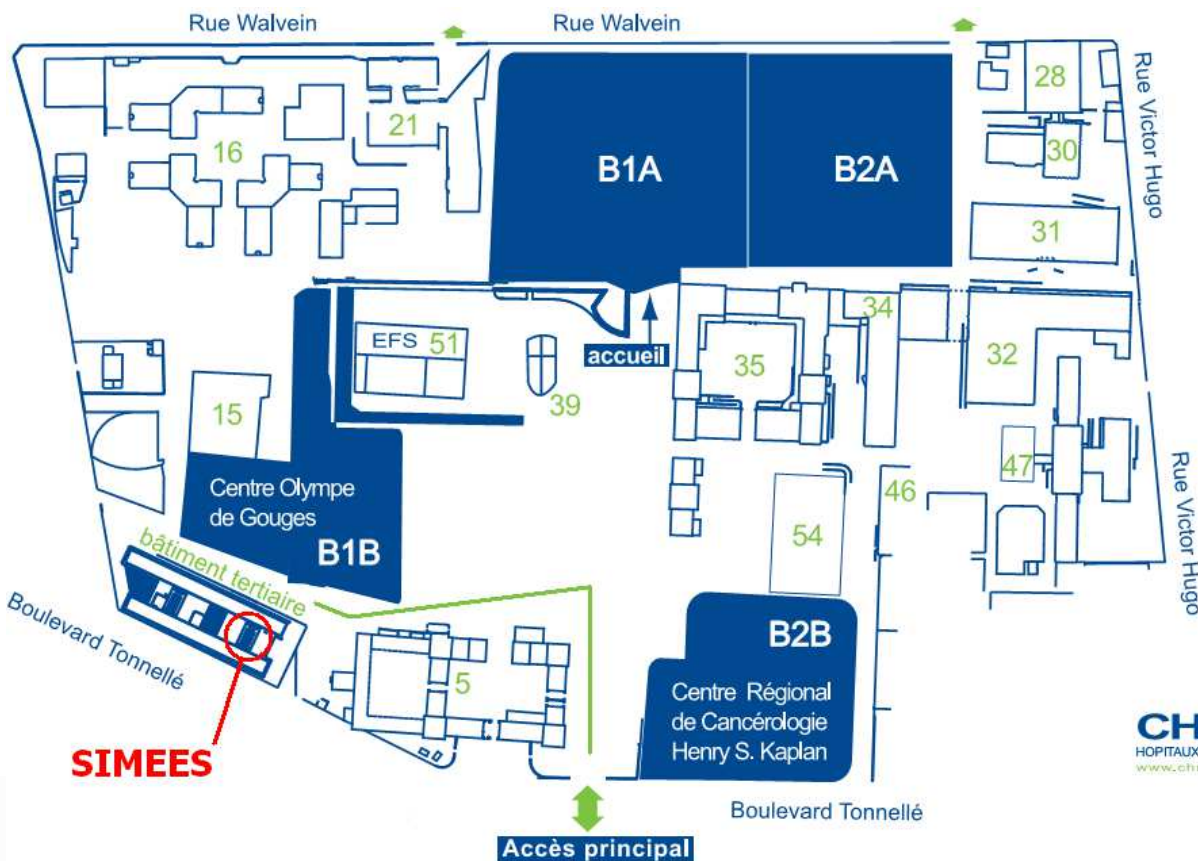 Rue Walvein
Rue Walvein
28
21
16
B1A
B2A
30
Rue Victor Hugo
31
34
EFS 51
accueil
32
35
39
15
47
46
Rue Victor Hugo
Centre Olympe
de Gouges
B1B
54
bâtiment tertiaire
Boulevard Tonnellé
B2B
5
Centre Régional
de Cancérologie
Henry S. Kaplan
SIMEES
CH
HOPITAUX
Boulevard Tonnellé
Accès principal